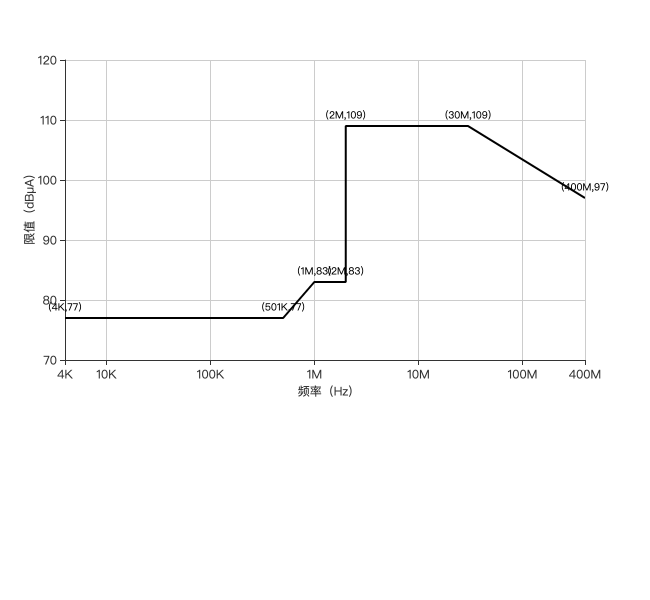 120
110
(2M,109)
(30M,109)
100
(400M,97)
限值（dBμA）
90
(1M,83)
(2M,83)
80
(4K,77)
(501K,77)
70
4K
10K
100K
1M
10M
100M
400M
频率（Hz）